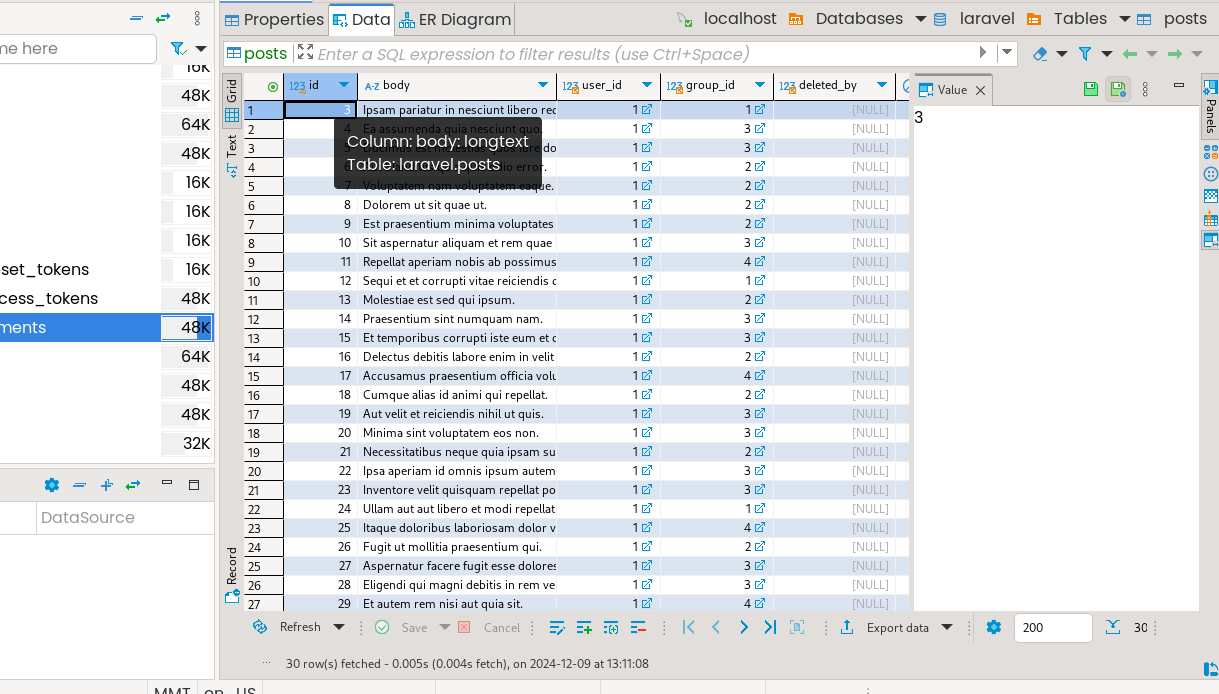 Properties Data ER Diagram localhost Databases laravel Tables posts
me here
posts Enter a SQL expression to filter results (use Ctrl+Space)
16K
48K
64K
48K
16K
16K
16K
set_tokens 16K
cess_tokens 48K
ments 48K
64K
48K
48K
32K
DataSource
Grid
Text
Record
123 id A-Z body 123 user_id 123 group_id 123 deleted_by
1 3 Ipsam pariatur in nesciunt libero rec 1 1 [NULL]
2 4 Ea assumenda quia nesciunt quo. 1 3 [NULL]
Column: body: longtext
Table: laravel.posts
3 1 3 [NULL]
4 6 error. 1 2 [NULL]
5 7 Voluptatem nam voluptatem eaque. 1 2 [NULL]
6 8 Dolorem ut sit quae ut. 1 2 [NULL]
7 9 Est praesentium minima voluptates 1 2 [NULL]
8 10 Sit aspernatur aliquam et rem quae 1 3 [NULL]
9 11 Repellat aperiam nobis ab possimus 1 4 [NULL]
10 12 Sequi et et corrupti vitae reiciendis c 1 1 [NULL]
11 13 Molestiae est sed qui ipsum. 1 2 [NULL]
12 14 Praesentium sint numquam nam. 1 3 [NULL]
13 15 Et temporibus corrupti iste eum et c 1 3 [NULL]
14 16 Delectus debitis labore enim in velit 1 2 [NULL]
15 17 Accusamus praesentium officia volu 1 4 [NULL]
16 18 Cumque alias id animi qui repellat. 1 2 [NULL]
17 19 Aut velit et reiciendis nihil ut quis. 1 3 [NULL]
18 20 Minima sint voluptatem eos non. 1 3 [NULL]
19 21 Necessitatibus neque quia ipsam su 1 2 [NULL]
20 22 Ipsa aperiam id omnis ipsum autem 1 3 [NULL]
21 23 Inventore velit quisquam repellat po 1 3 [NULL]
22 24 Ullam aut aut libero et modi repellat 1 1 [NULL]
23 25 Itaque doloribus laboriosam dolor v 1 4 [NULL]
24 26 Fugit ut mollitia praesentium qui. 1 2 [NULL]
25 27 Aspernatur facere fugit esse dolores 1 3 [NULL]
26 28 Eligendi qui magni debitis in rem ve 1 3 [NULL]
27 29 Et autem rem nisi aut quia sit. 1 4 [NULL]
Value
3
Panels
Refresh Save Cancel Export data 200 30
30 row(s) fetched - 0.005s (0.004s fetch), on 2024-12-09 at 13:11:08
MMT en_US